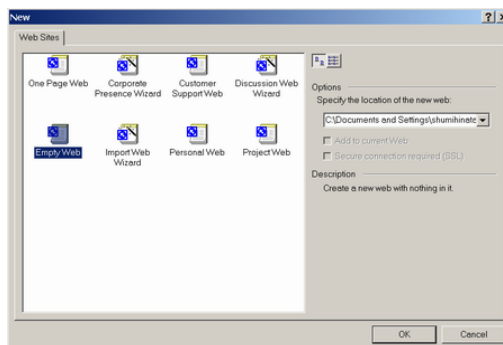 New
Web Sites
One Page Web
Corporate Presence Wizard
Customer Support Web
Discussion Web Wizard
Empty Web
Import Web Wizard
Personal Web
Project Web
Options
Specify the location of the new web:
C:\Documents and Settings\shumihinate
Add to current Web
Secure connection required (SSL)
Description
Create a new web with nothing in it.
OK
Cancel